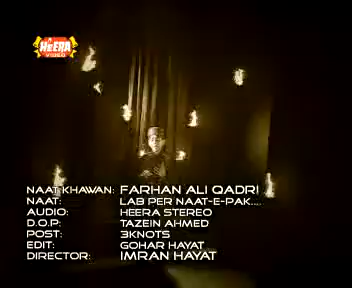 HEERA
VIDEO
NAAT KHAWAN: FARHAN ALI QADRI
NAAT: LAB PER NAAT-E-PAK....
AUDIO: HEERA STEREO
D.O.P: TAZEIN AHMED
POST: 3KNOTS
EDIT: GOHAR HAYAT
DIRECTOR: IMRAN HAYAT